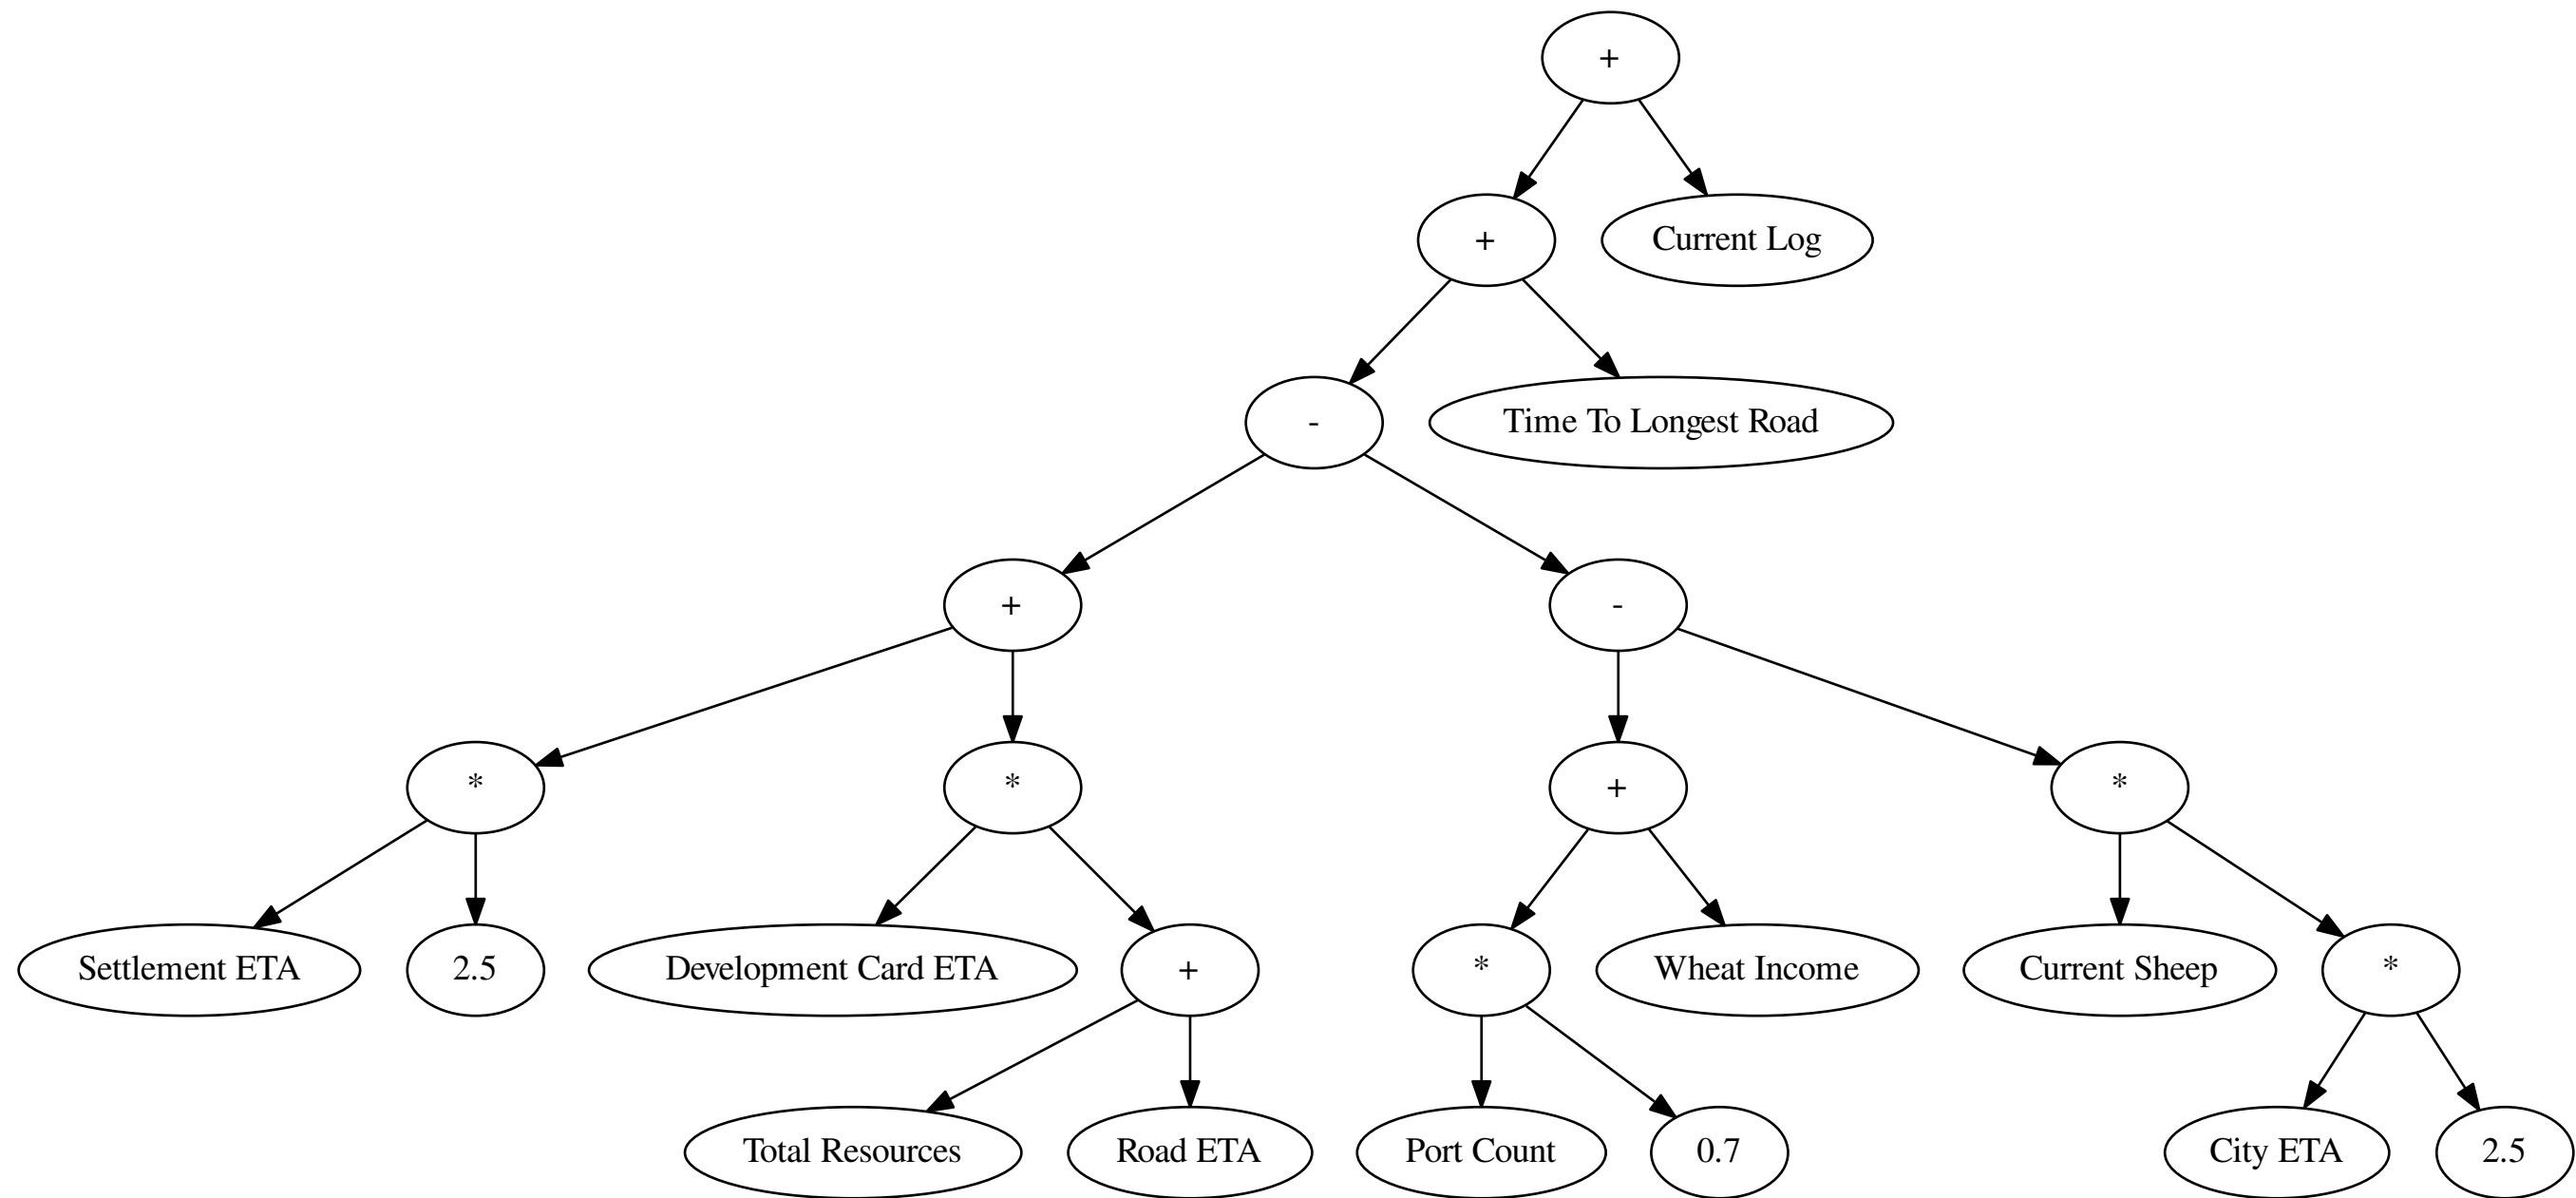 +
+
Current Log
-
Time To Longest Road
+
-
*
*
+
*
Settlement ETA
2.5
Development Card ETA
+
*
Wheat Income
Current Sheep
*
Total Resources
Road ETA
Port Count
0.7
City ETA
2.5